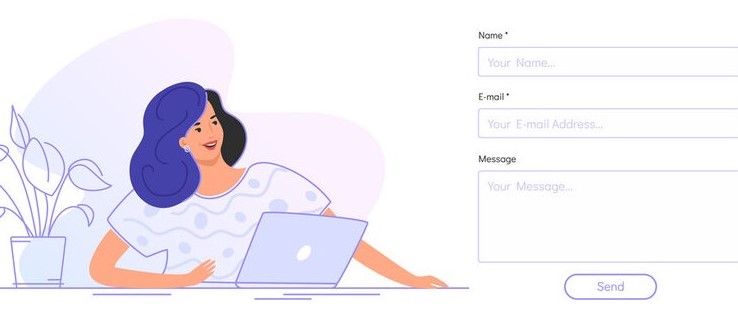 Name *
Your Name...
E-mail *
Your E-mail Address...
Message
Your Message...
Send